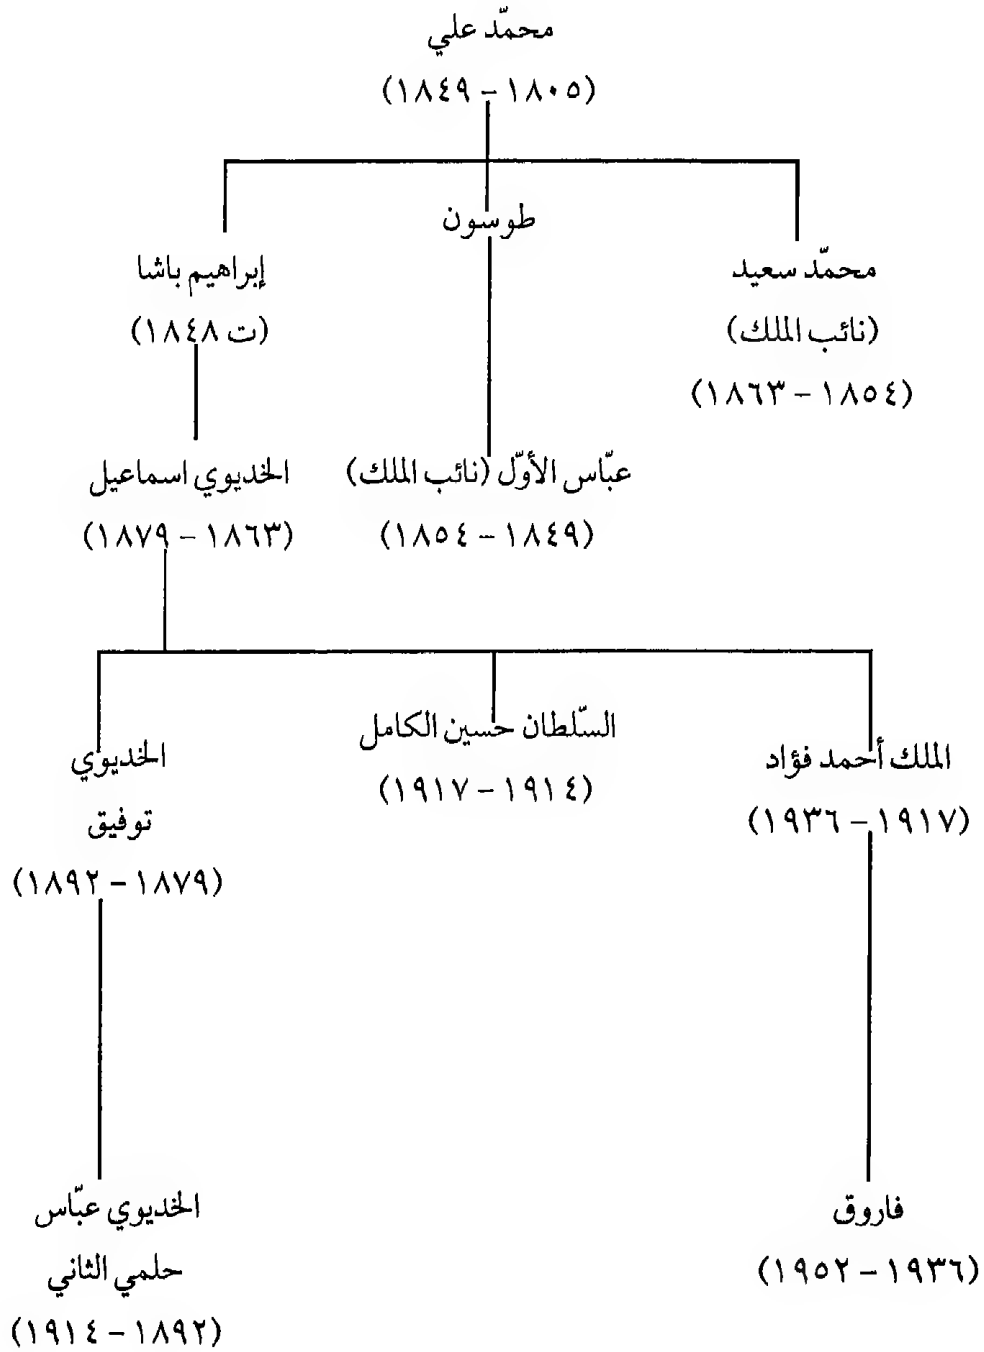 محمّد علي
(١٨٠٥ – ١٨٤٩)
طوسون
محمّد سعيد
(نائب الملك)
(١٨٥٤ – ١٨٦٣)
إبراهيم باشا
(ت ١٨٤٨)
عبّاس الأوّل (نائب الملك)
(١٨٤٩ – ١٨٥٤)
الخديوي اسماعيل
(١٨٦٣ – ١٨٧٩)
الملك أحمد فؤاد
(١٩١٧ – ١٩٣٦)
السّلطان حسين الكامل
(١٩١٤ – ١٩١٧)
الخديوي
توفيق
(١٨٧٩ – ١٨٩٢)
فاروق
(١٩٣٦ – ١٩٥٢)
الخديوي عبّاس
حلمي الثاني
(١٨٩٢ – ١٩١٤)